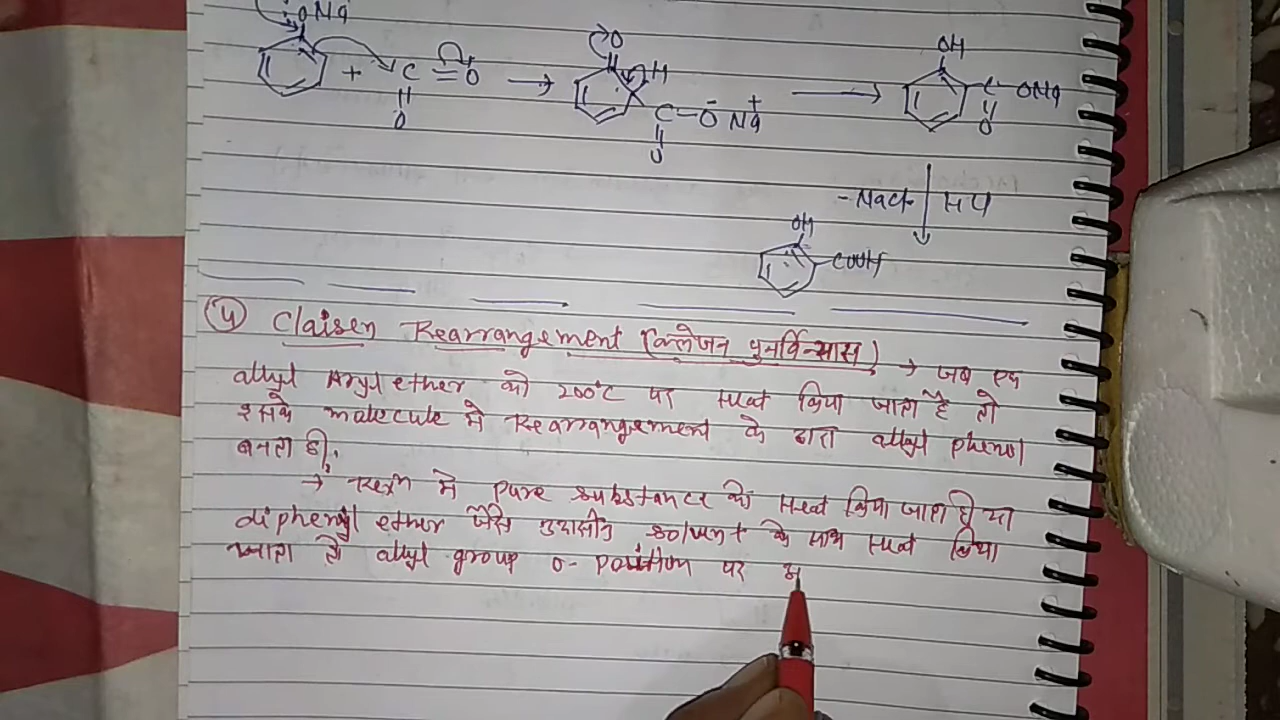 :ONa
+ C = O
O
O
H
C - O⁻ Na⁺
O
OH
C - ONa
O
- NaCl HCl
OH
COOH
④ Claisen Rearrangement (क्लेजन पुनर्विन्यास) → जब एक
allyl Aryl ether को 200°C पर Heat किया जाता है तो
इसके molecule मे Rearrangement के द्वारा allyl phenol
बनता है।
→ Rexn मे pure substance को Heat किया जाता है या
diphenyl ether जैसे उदासीन solvent के साथ Heat किया
जाता है allyl group o- position पर